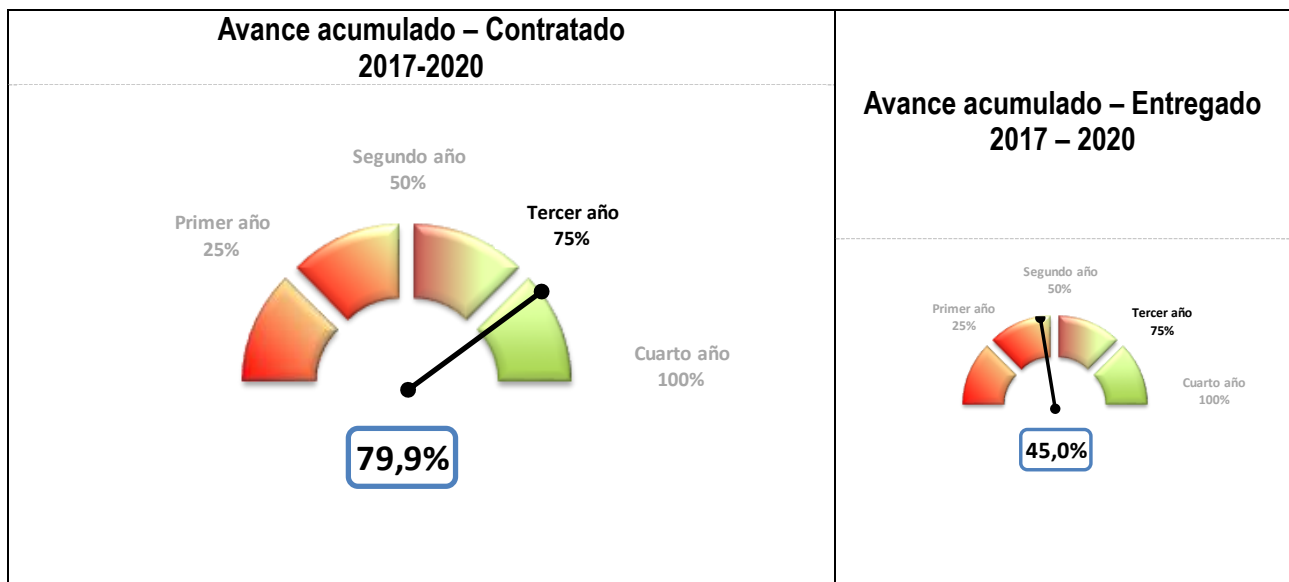 Avance acumulado – Contratado
2017-2020
Segundo año
50%
Primer año
25%
Tercer año
75%
Cuarto año
100%
79,9%
Avance acumulado – Entregado
2017 – 2020
Segundo año
50%
Primer año
25%
Tercer año
75%
Cuarto año
100%
45,0%